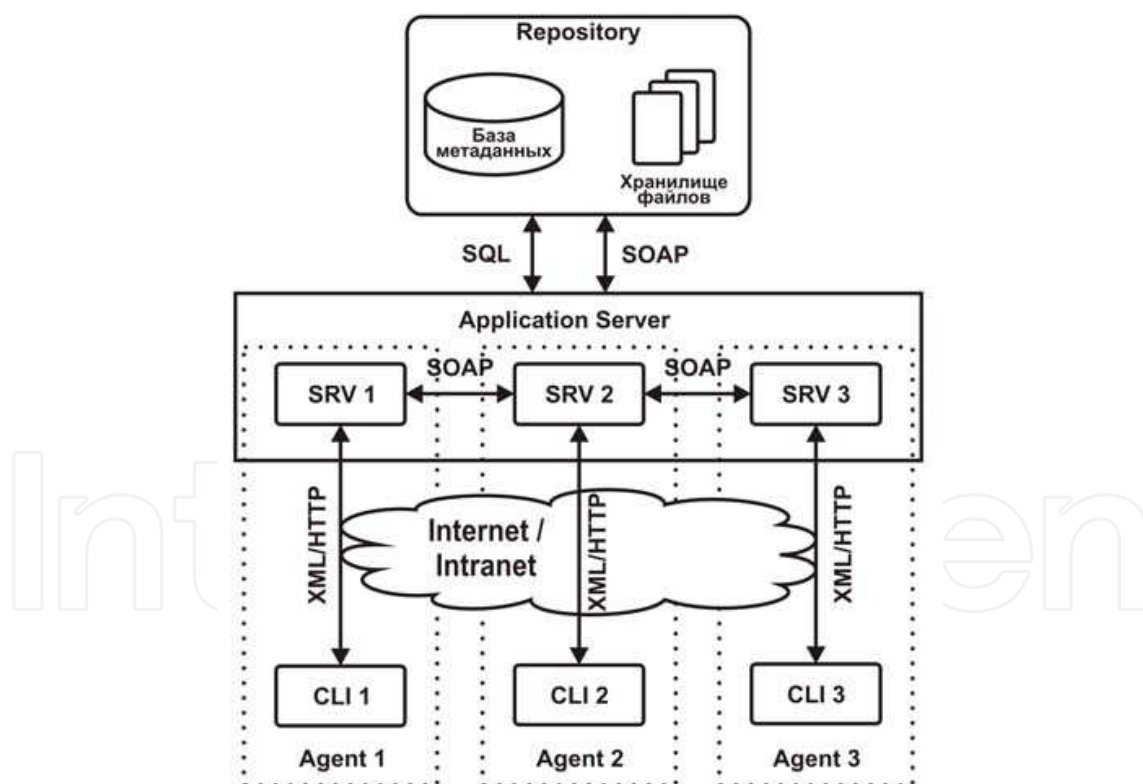 Repository
База
метаданных
Хранилище
файлов
SQL
SOAP
Application Server
SOAP
SOAP
SRV 1
SRV 2
SRV 3
XML/HTTP
Internet /
Intranet
XML/HTTP
XML/HTTP
CLI 1
CLI 2
CLI 3
Agent 1
Agent 2
Agent 3